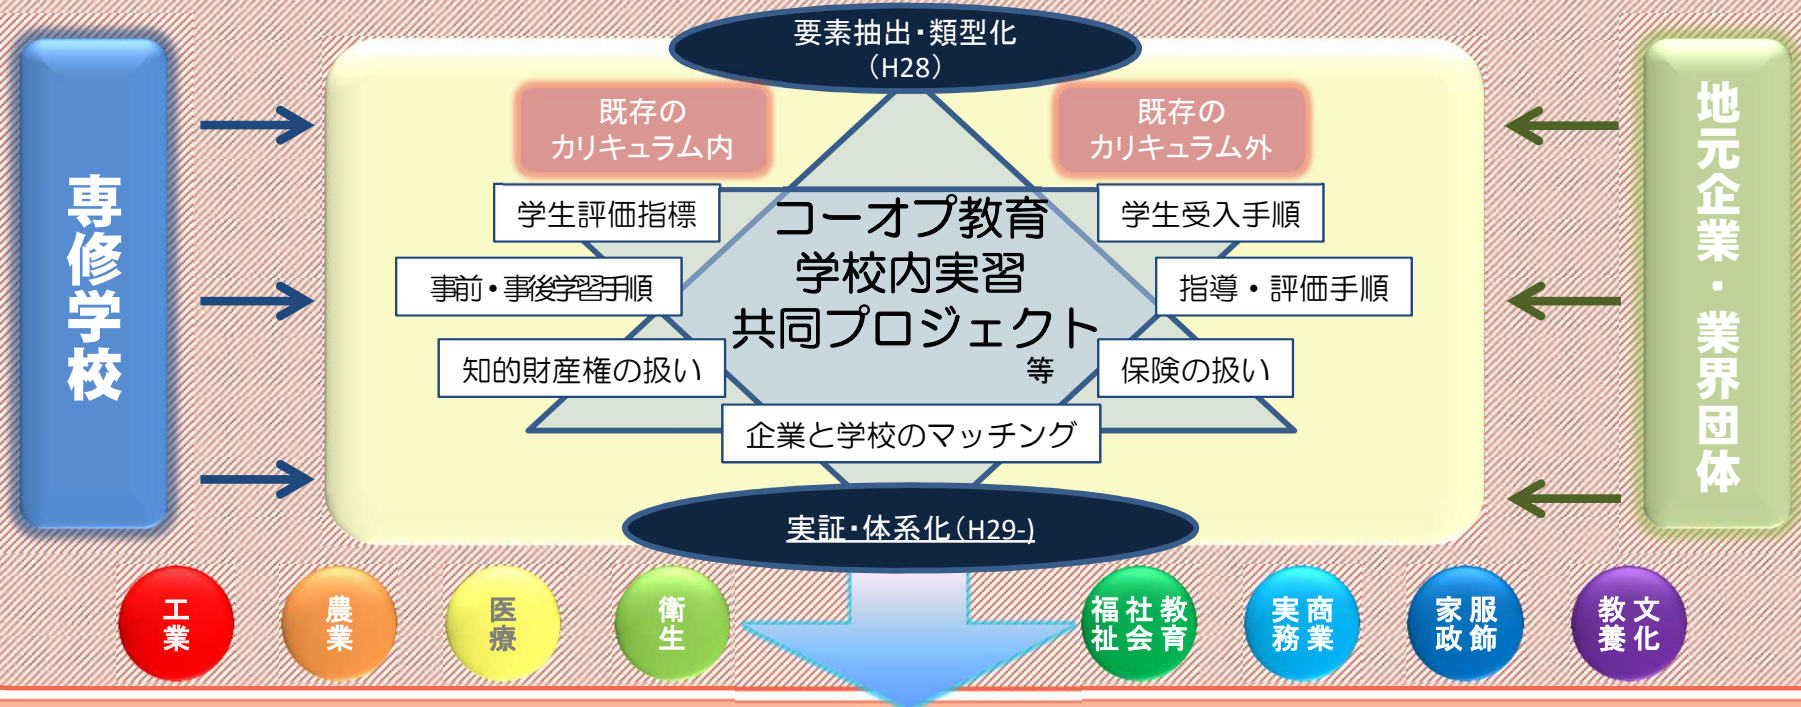 要素抽出・類型化
（H28）
専修学校
地元企業・業界団体
既存の
カリキュラム内
既存の
カリキュラム外
学生評価指標
学生受入手順
コーオプ教育
学校内実習
共同プロジェクト
等
事前・事後学習手順
指導・評価手順
知的財産権の扱い
保険の扱い
企業と学校のマッチング
実証・体系化（H29-)
工業
農業
医療
衛生
教育
社会
福祉
商業
実務
服飾
家政
文化
教養